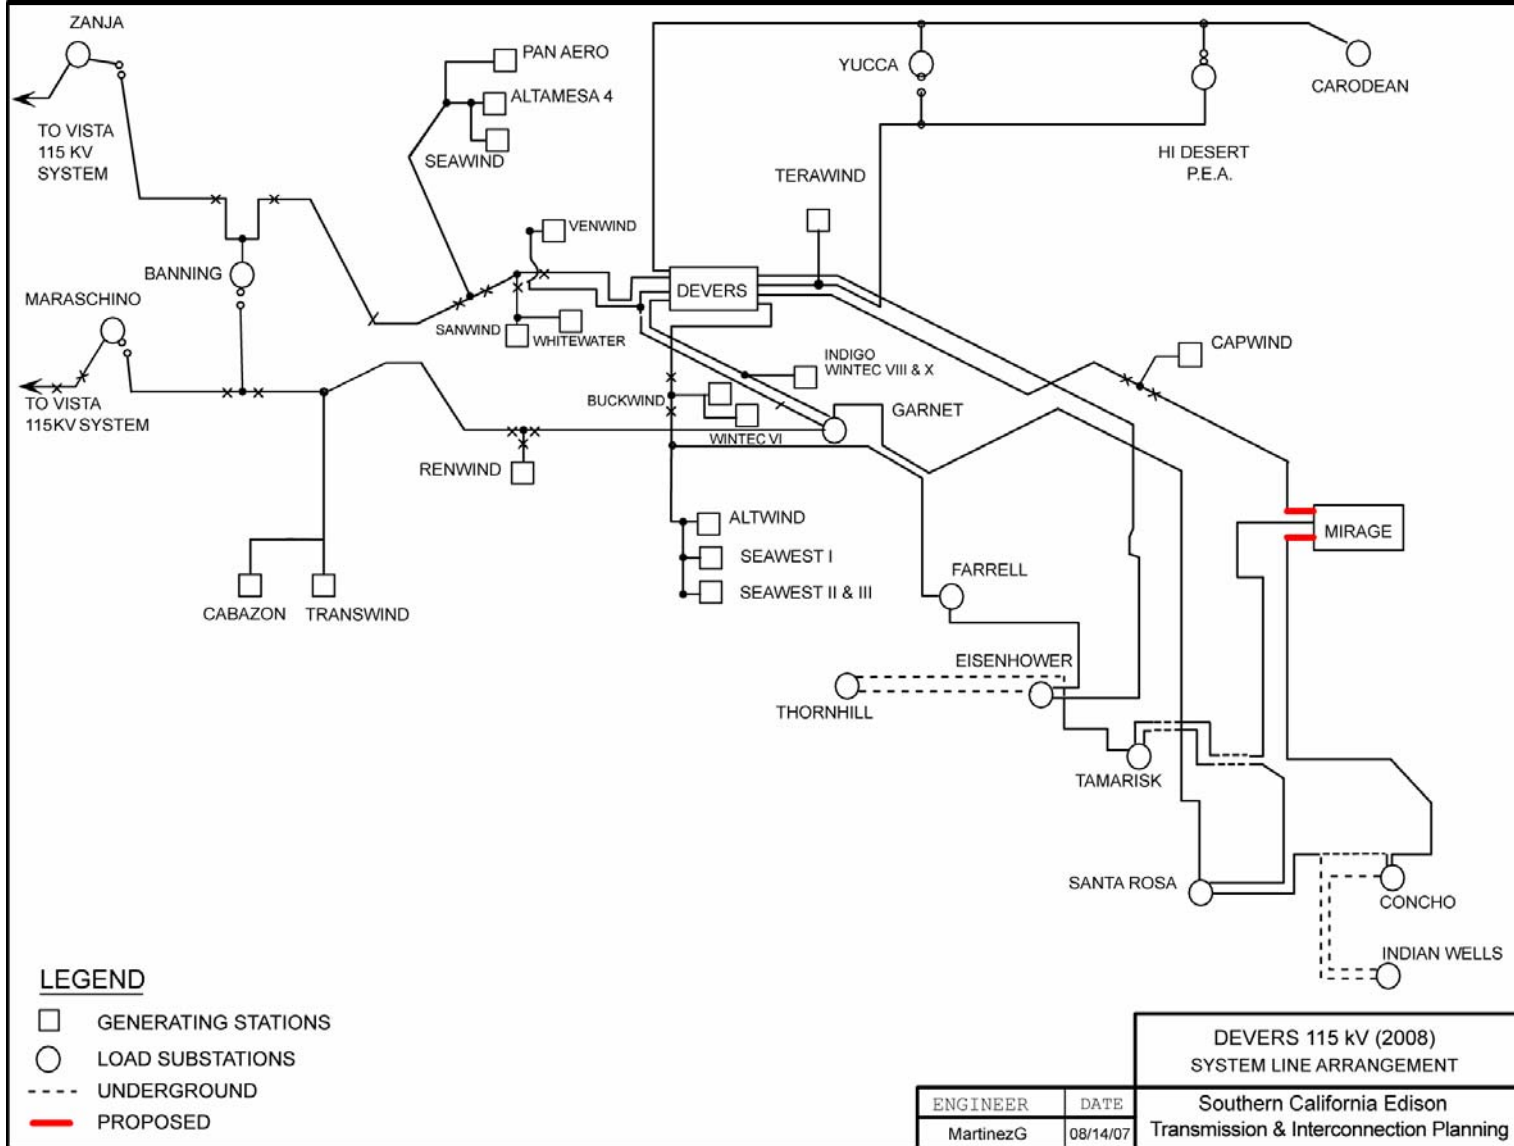 ZANJA
PAN AERO
YUCCA
CARODEAN
ALTAMESA 4
TO VISTA
115 KV
SYSTEM
SEAWIND
HI DESERT
P.E.A.
TERAWIND
VENWIND
BANNING
DEVERS
MARASCHINO
SANWIND
WHITEWATER
CAPWIND
INDIGO
WINTEC VIII & X
TO VISTA
115KV SYSTEM
BUCKWIND
GARNET
WINTEC VI
RENWIND
ALTWIND
MIRAGE
SEAWEST I
FARRELL
SEAWEST II & III
CABAZON
TRANSWIND
EISENHOWER
THORNHILL
TAMARISK
SANTA ROSA
CONCHO
INDIAN WELLS
LEGEND
GENERATING STATIONS
LOAD SUBSTATIONS
UNDERGROUND
PROPOSED
DEVERS 115 kV (2008)
SYSTEM LINE ARRANGEMENT
ENGINEER
DATE
MartinezG
08/14/07
Southern California Edison
Transmission & Interconnection Planning